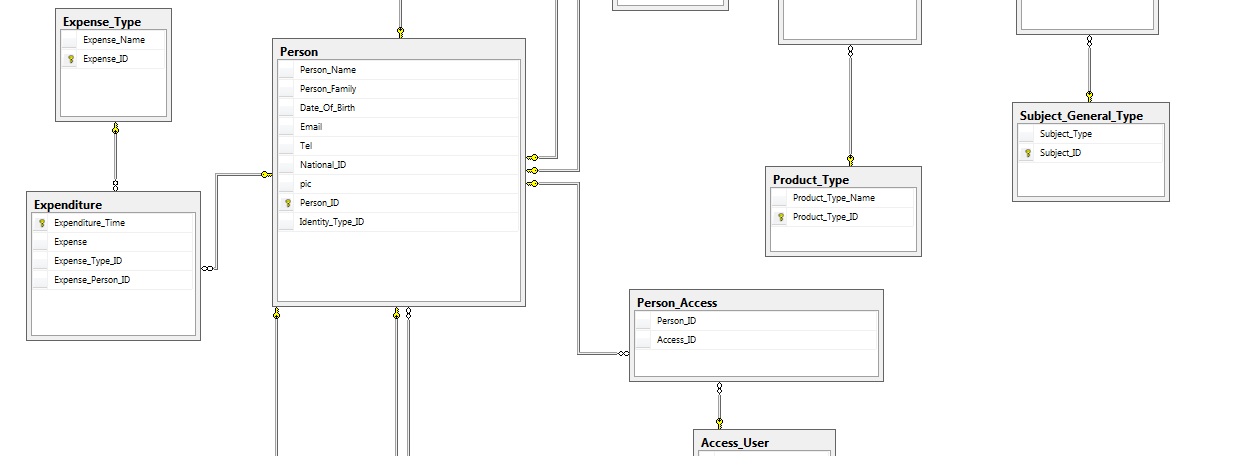 Expense_Type
Expense_Name
Expense_ID
Person
Person_Name
Person_Family
Date_Of_Birth
Email
Tel
National_ID
pic
Person_ID
Identity_Type_ID
Subject_General_Type
Subject_Type
Subject_ID
Product_Type
Product_Type_Name
Product_Type_ID
Expenditure
Expenditure_Time
Expense
Expense_Type_ID
Expense_Person_ID
Person_Access
Person_ID
Access_ID
Access_User